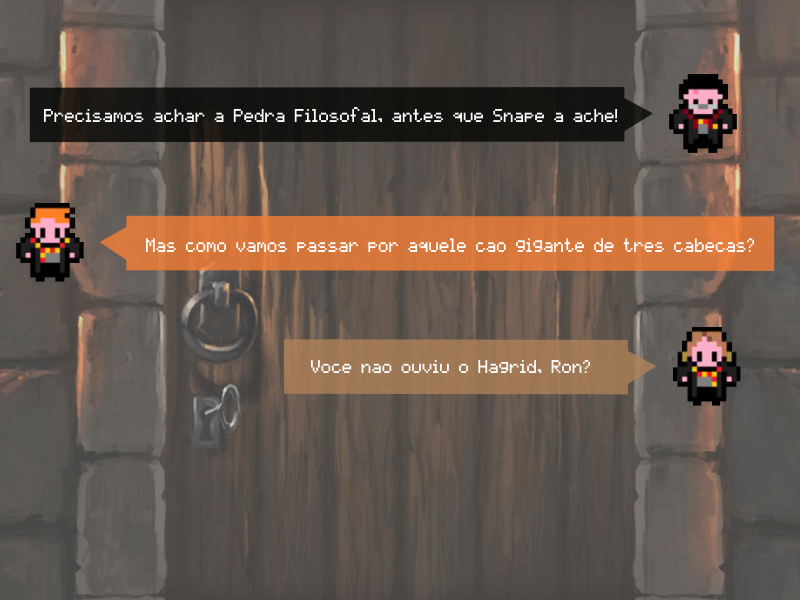 Precisamos achar a Pedra Filosofal, antes que Snape a ache!
Mas como vamos passar por aquele cao gigante de tres cabecas?
Voce nao ouviu o Hagrid, Ron?